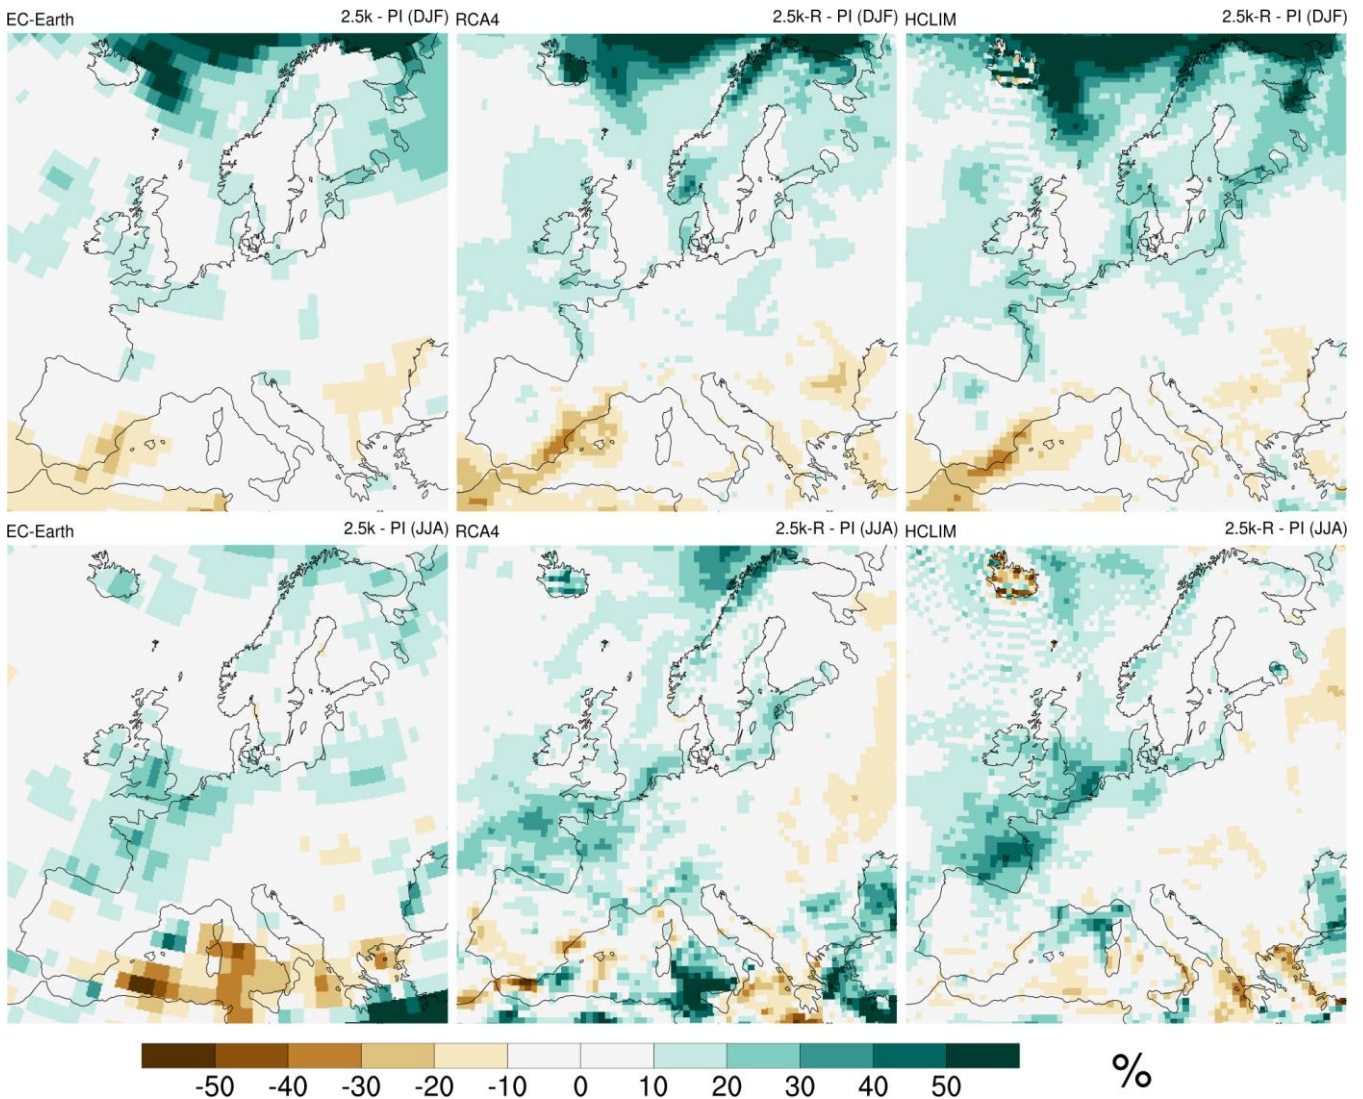 EC-Earth 2.5k - PI (DJF)
RCA4 2.5k-R - PI (DJF)
HCLIM 2.5k-R - PI (DJF)
EC-Earth 2.5k - PI (JJA)
RCA4 2.5k-R - PI (JJA)
HCLIM 2.5k-R - PI (JJA)
-50 -40 -30 -20 -10 0 10 20 30 40 50 %